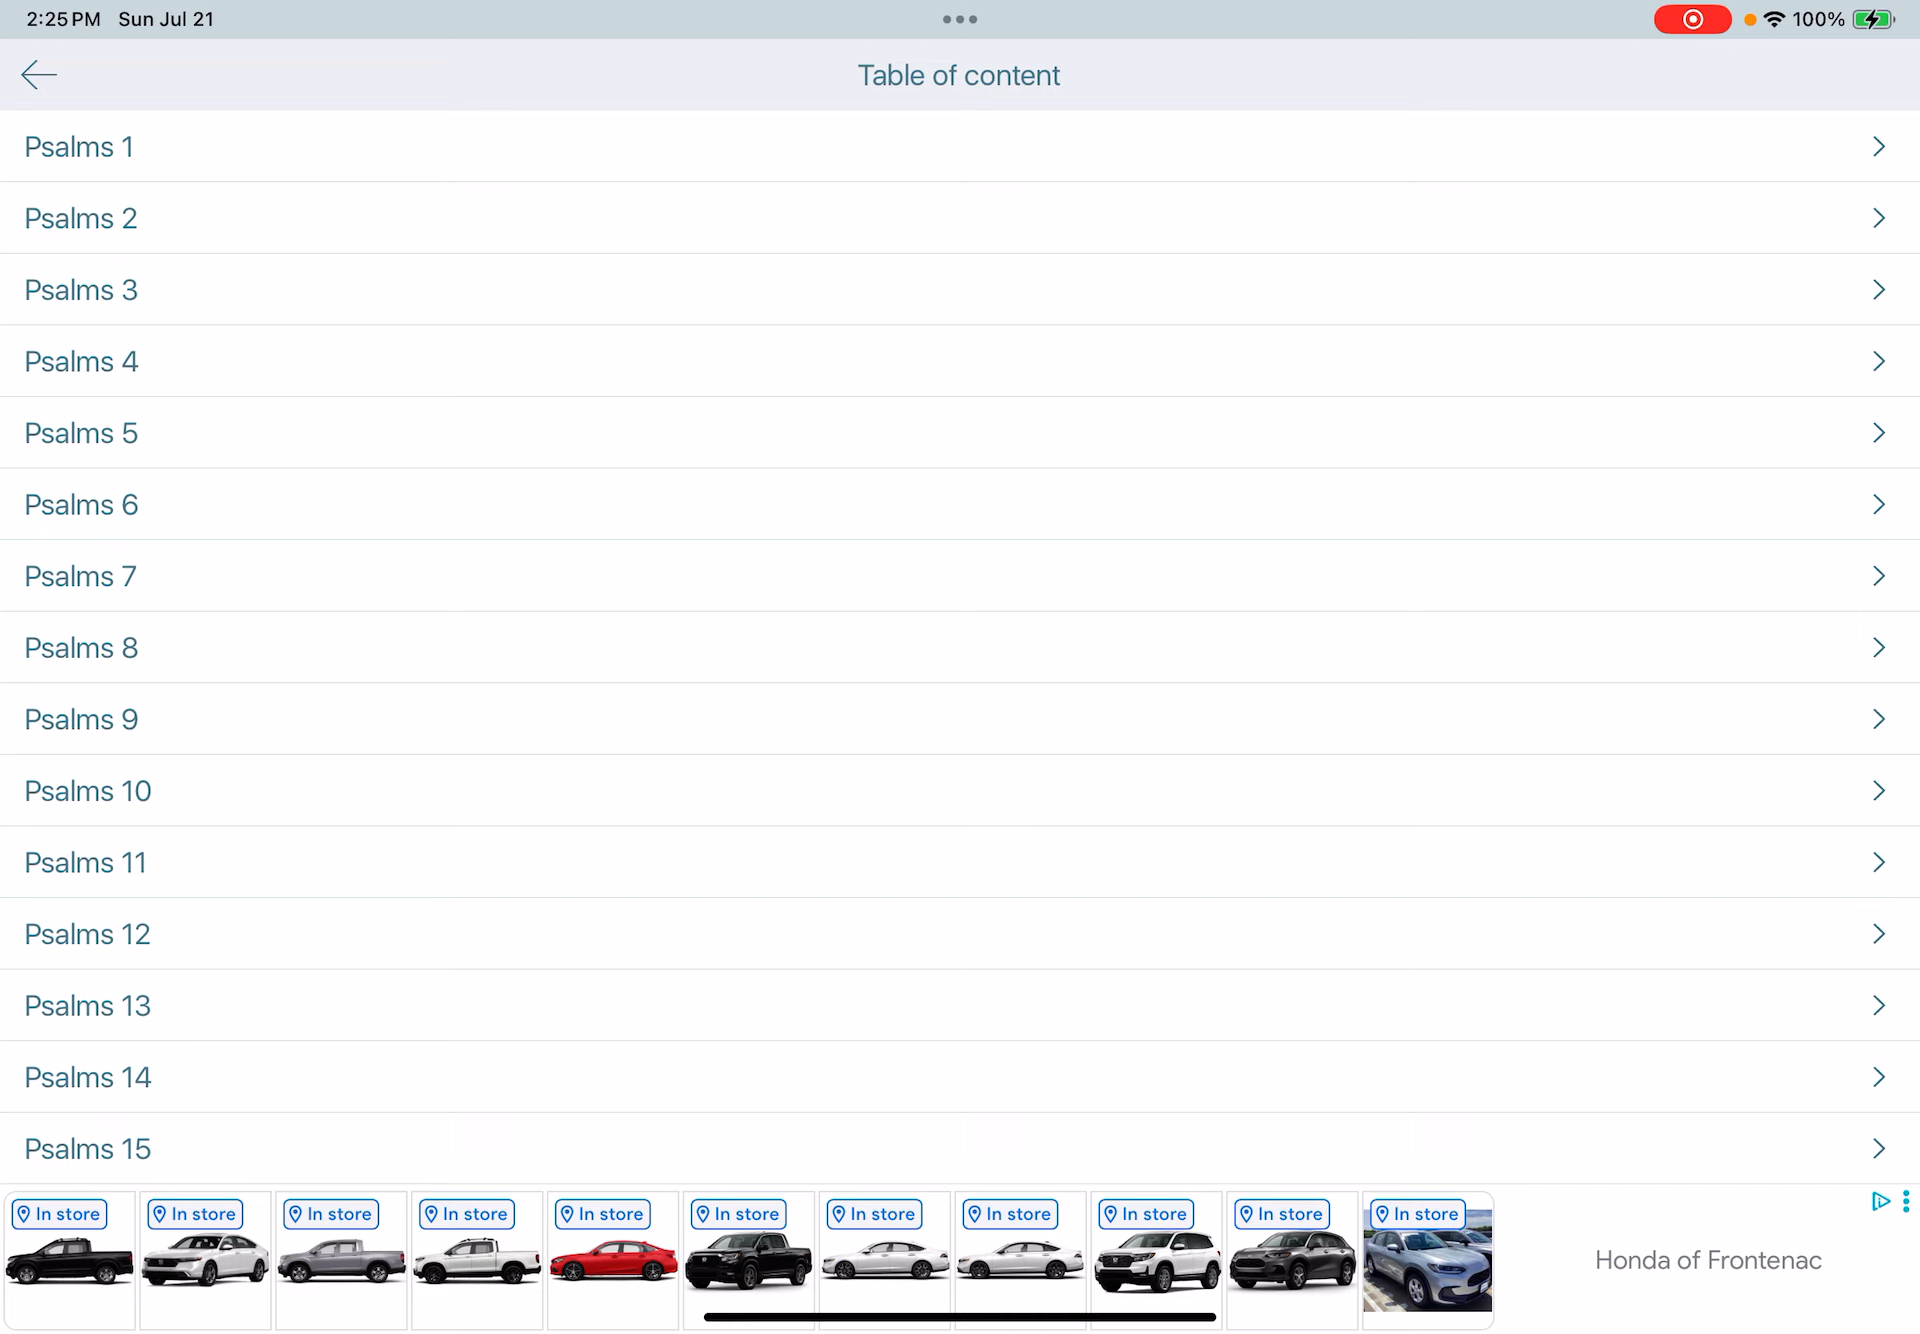 2:25 PM Sun Jul 21
100%
Table of content
Psalms 1
Psalms 2
Psalms 3
Psalms 4
Psalms 5
Psalms 6
Psalms 7
Psalms 8
Psalms 9
Psalms 10
Psalms 11
Psalms 12
Psalms 13
Psalms 14
Psalms 15
In store In store In store In store In store In store In store In store In store In store In store
Honda of Frontenac